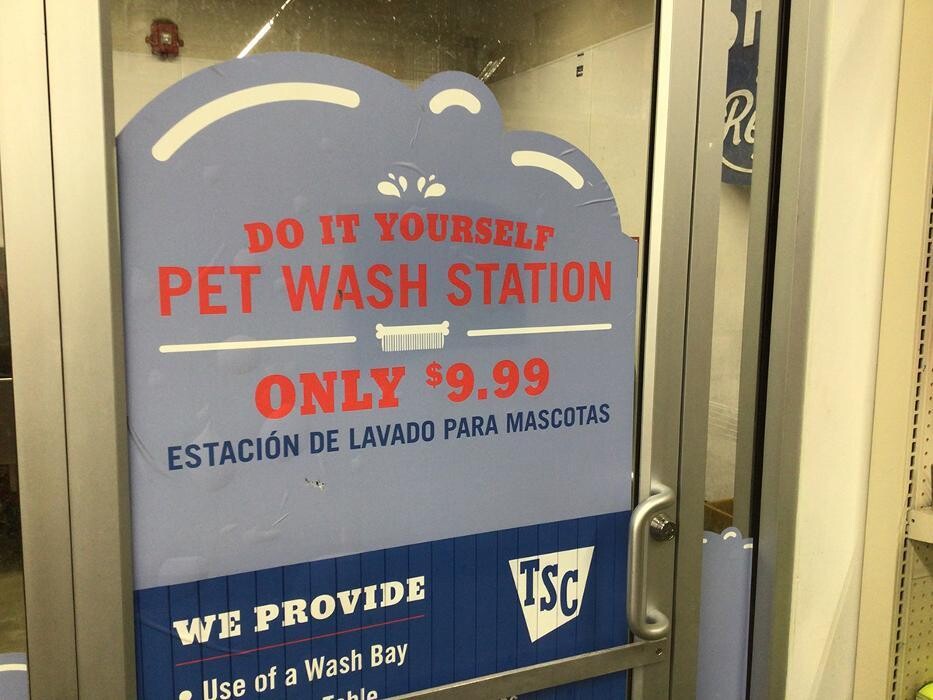 DO IT YOURSELF
PET WASH STATION
ONLY $9.99
ESTACIÓN DE LAVADO PARA MASCOTAS
TSC
WE PROVIDE
• Use of a Wash Bay
Table